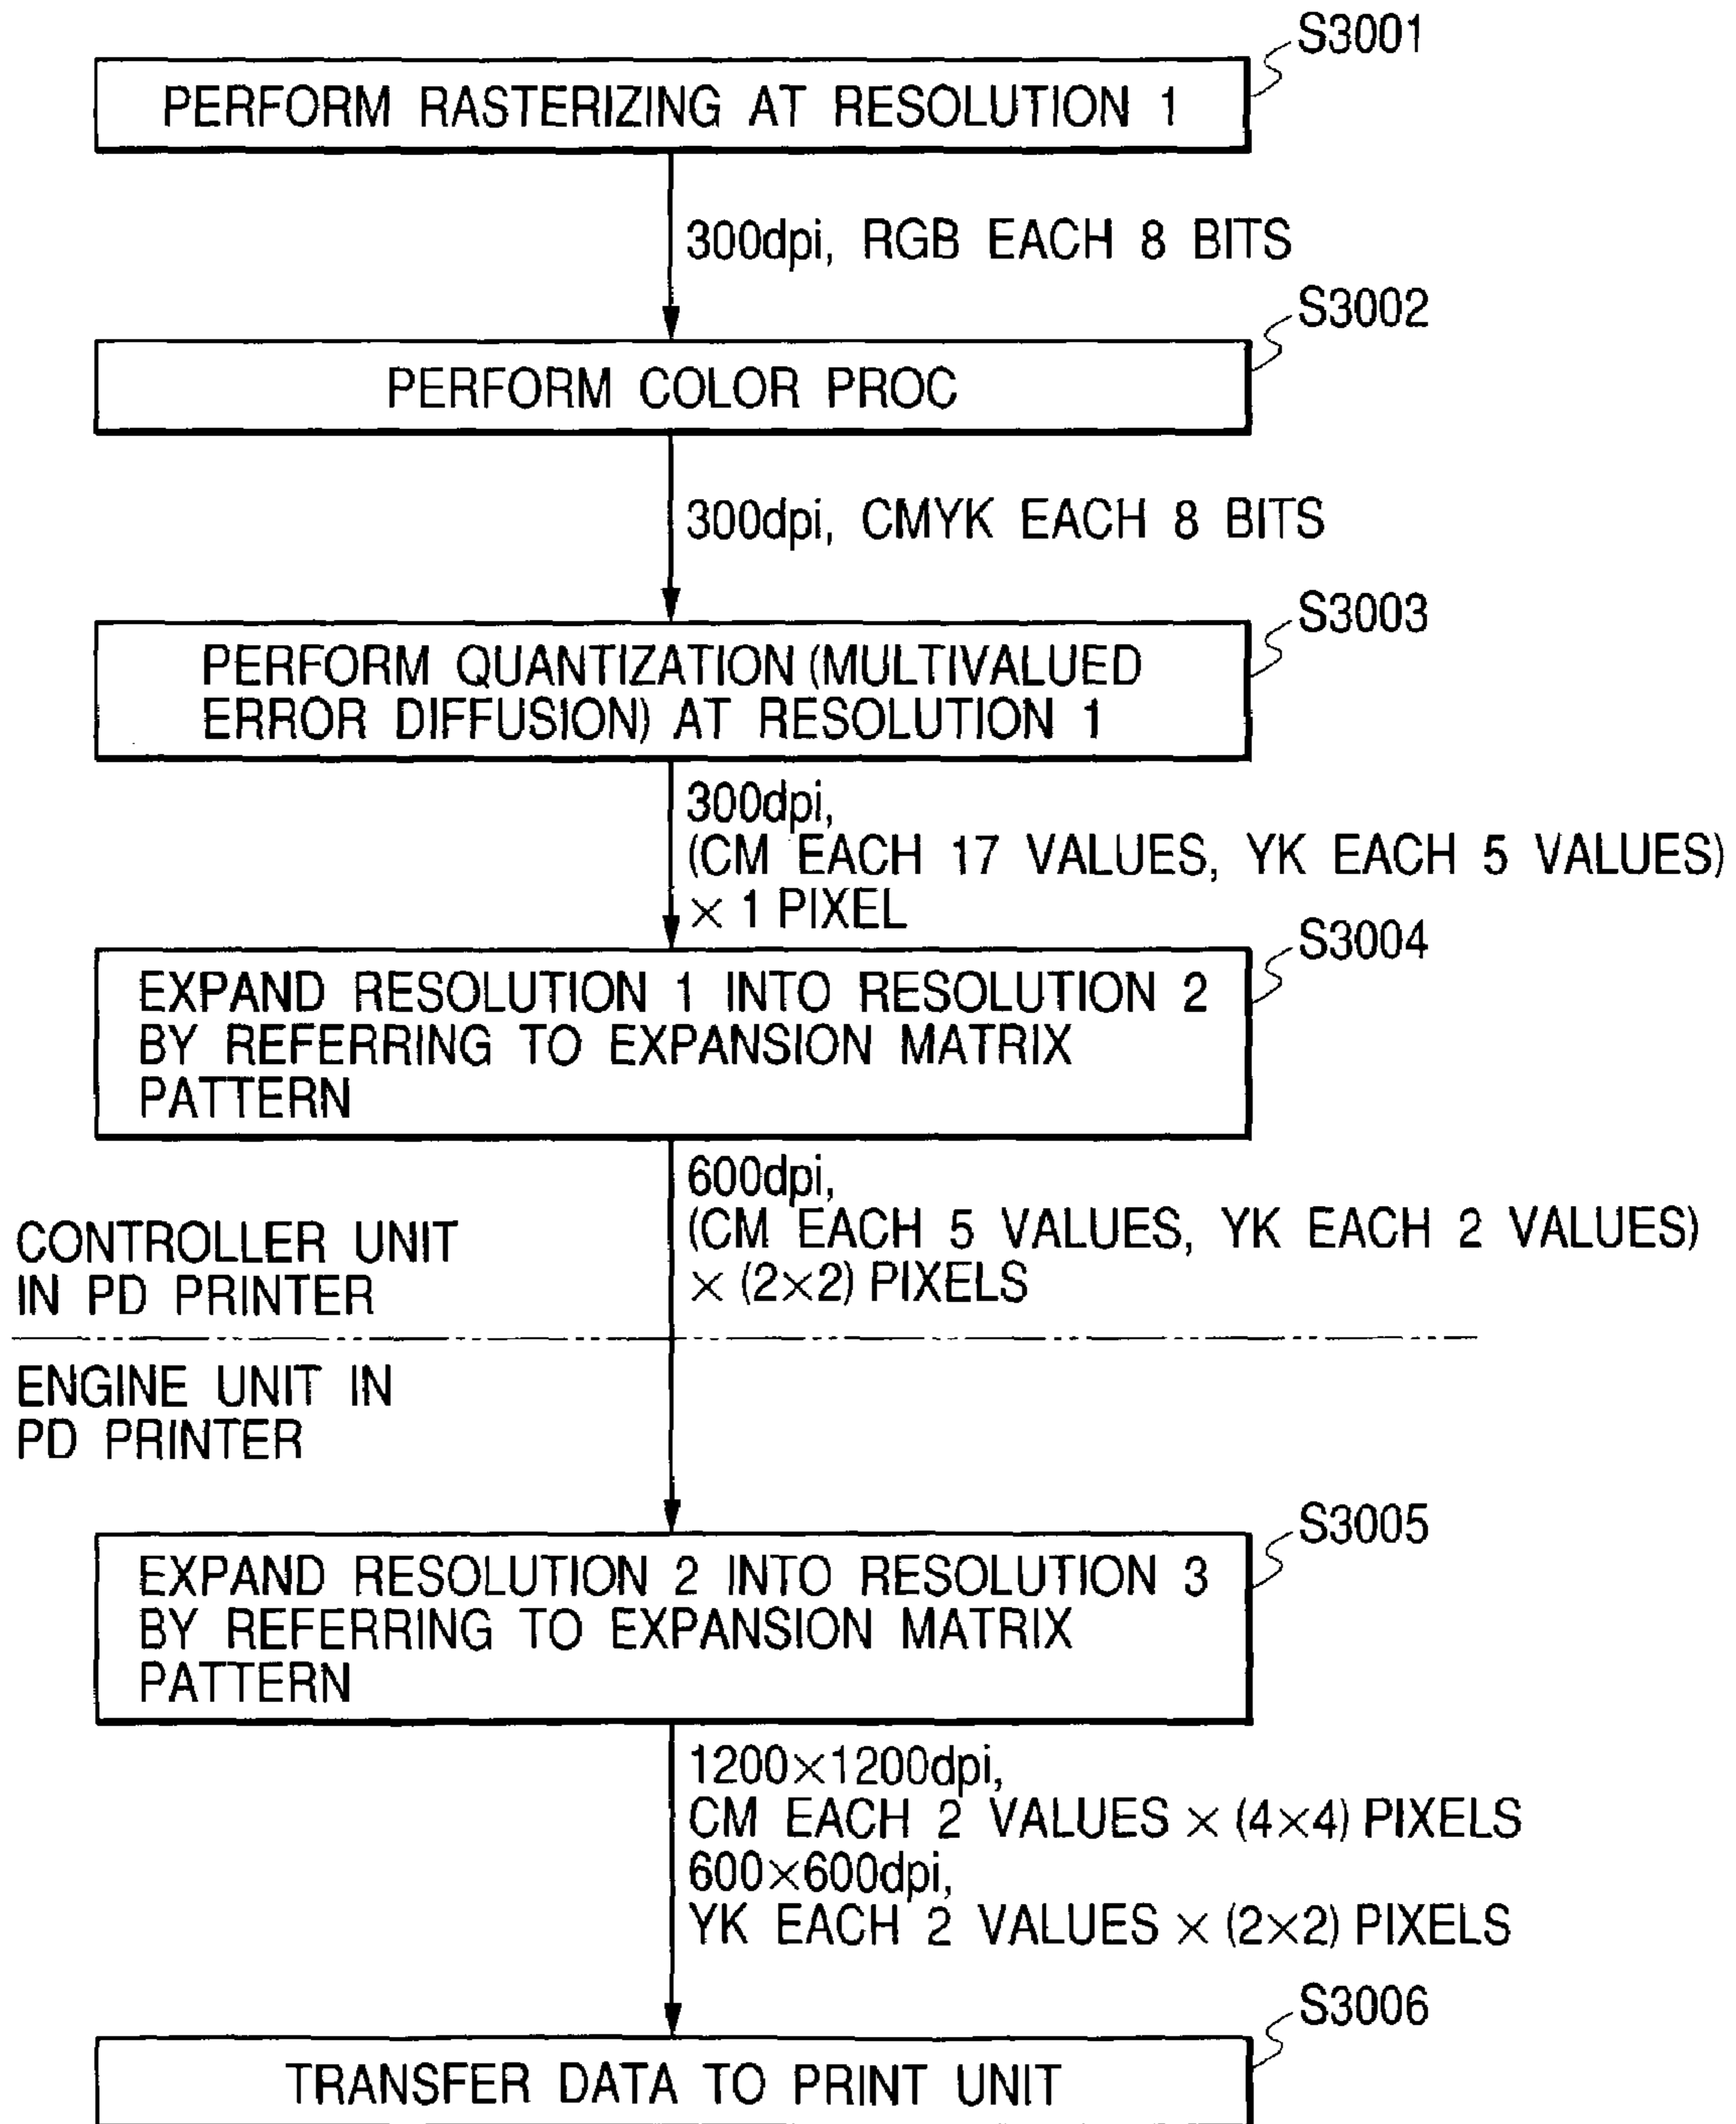 S3001
PERFORM RASTERIZING AT RESOLUTION 1
300dpi, RGB EACH 8 BITS
S3002
PERFORM COLOR PROC
300dpi, CMYK EACH 8 BITS
S3003
PERFORM QUANTIZATION (MULTIVALUED
ERROR DIFFUSION) AT RESOLUTION 1
300dpi,
(CM EACH 17 VALUES, YK EACH 5 VALUES)
× 1 PIXEL
S3004
EXPAND RESOLUTION 1 INTO RESOLUTION 2
BY REFERRING TO EXPANSION MATRIX
PATTERN
600dpi,
(CM EACH 5 VALUES, YK EACH 2 VALUES)
× (2×2) PIXELS
CONTROLLER UNIT
IN PD PRINTER
ENGINE UNIT IN
PD PRINTER
S3005
EXPAND RESOLUTION 2 INTO RESOLUTION 3
BY REFERRING TO EXPANSION MATRIX
PATTERN
1200×1200dpi,
CM EACH 2 VALUES × (4×4) PIXELS
600×600dpi,
YK EACH 2 VALUES × (2×2) PIXELS
S3006
TRANSFER DATA TO PRINT UNIT